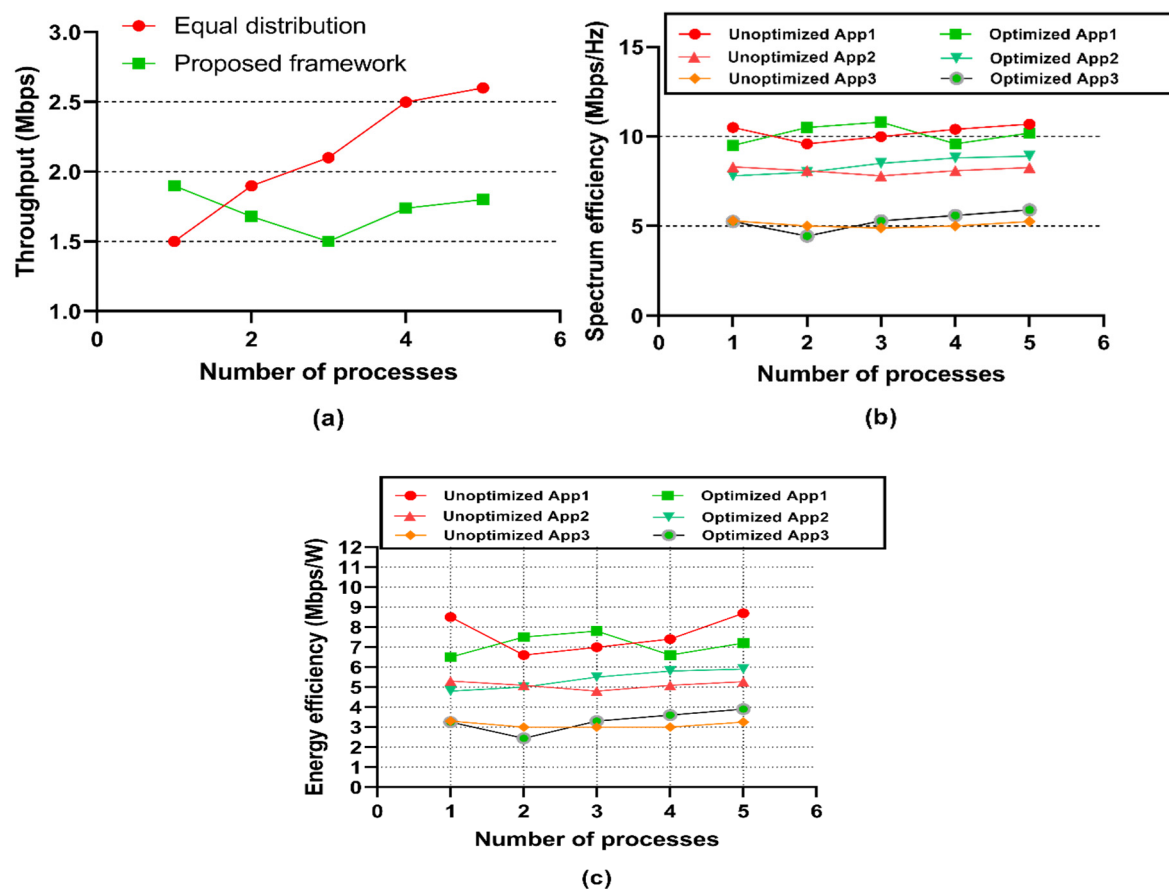 Equal distribution
Proposed framework
Throughput (Mbps)
3.0
2.5
2.0
1.5
1.0
0 2 4 6
Number of processes
(a)
Unoptimized App1 Optimized App1
Unoptimized App2 Optimized App2
Unoptimized App3 Optimized App3
Spectrum efficiency (Mbps/Hz)
15
10
5
0
0 1 2 3 4 5 6
Number of processes
(b)
Unoptimized App1 Optimized App1
Unoptimized App2 Optimized App2
Unoptimized App3 Optimized App3
Energy efficiency (Mbps/W)
12
11
10
9
8
7
6
5
4
3
2
1
0
0 1 2 3 4 5 6
Number of processes
(c)